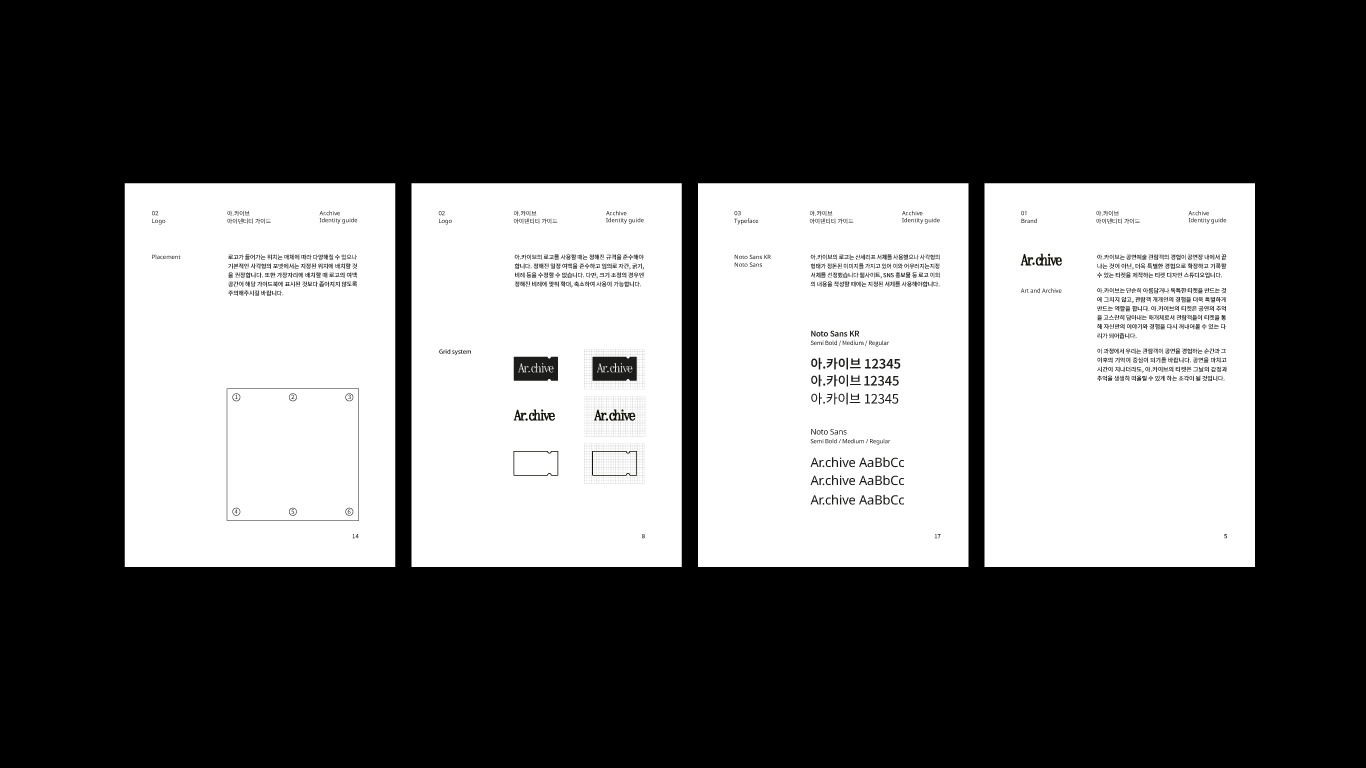 02
Logo
아.카이브
아이덴티티 가이드
Archive
Identity guide
Placement
로고가 들어가는 위치는 매체에 따라 다양해질 수 있으나
기본적인 사각형의 포맷에서는 지정된 위치에 배치할 것
을 권장합니다. 또한 가장자리에 배치할 때 로고의 여백
공간이 해당 가이드북에 표시된 것보다 좁아지지 않도록
주의해주시길 바랍니다.
1
2
3
4
5
6
14
02
Logo
아.카이브
아이덴티티 가이드
Archive
Identity guide
아.카이브의 로고를 사용할 때는 정해진 규격을 준수해야
합니다. 정해진 일정 여백을 준수하고 임의로 자간, 굵기,
비례 등을 수정할 수 없습니다. 다만, 크기 조정의 경우엔
정해진 비례에 맞춰 확대, 축소하여 사용이 가능합니다.
Grid system
Ar.chive
Ar.chive
Ar.chive
Ar.chive
8
03
Typeface
아.카이브
아이덴티티 가이드
Archive
Identity guide
Noto Sans KR
Noto Sans
아.카이브의 로고는 산세리프 서체를 사용했으나 사각형의
형태가 정돈된 이미지를 가지고 있어 이와 어우러지는지정
서체를 선정했습니다 웹사이트, SNS 홍보물 등 로고 이외
의 내용을 작성할 때에는 지정된 서체를 사용해야합니다.
Noto Sans KR
Semi Bold / Medium / Regular
아.카이브 12345
아.카이브 12345
아.카이브 12345
Noto Sans
Semi Bold / Medium / Regular
Ar.chive AaBbCc
Ar.chive AaBbCc
Ar.chive AaBbCc
17
01
Brand
아.카이브
아이덴티티 가이드
Archive
Identity guide
Ar.chive
아.카이브는 공연예술 관람객의 경험이 공연장 내에서 끝
나는 것이 아닌, 더욱 특별한 경험으로 확장하고 기록할
수 있는 티켓을 제작하는 티켓 디자인 스튜디오입니다.
Art and Archive
아.카이브는 단순히 아름답거나 독특한 티켓을 만드는 것
에 그치지 않고, 관람객 개개인의 경험을 더욱 특별하게
만드는 역할을 합니다. 아.카이브의 티켓은 공연의 추억
을 고스란히 담아내는 매개체로서 관람객들이 티켓을 통
해 자신만의 이야기와 경험을 다시 꺼내어볼 수 있는 다
리가 되어줍니다.
이 과정에서 우리는 관람객이 공연을 경험하는 순간과 그
이후의 기억이 중심이 되기를 바랍니다. 공연을 마치고
시간이 지나더라도, 아.카이브의 티켓은 그날의 감정과
추억을 생생히 떠올릴 수 있게 하는 조각이 될 것입니다.
5